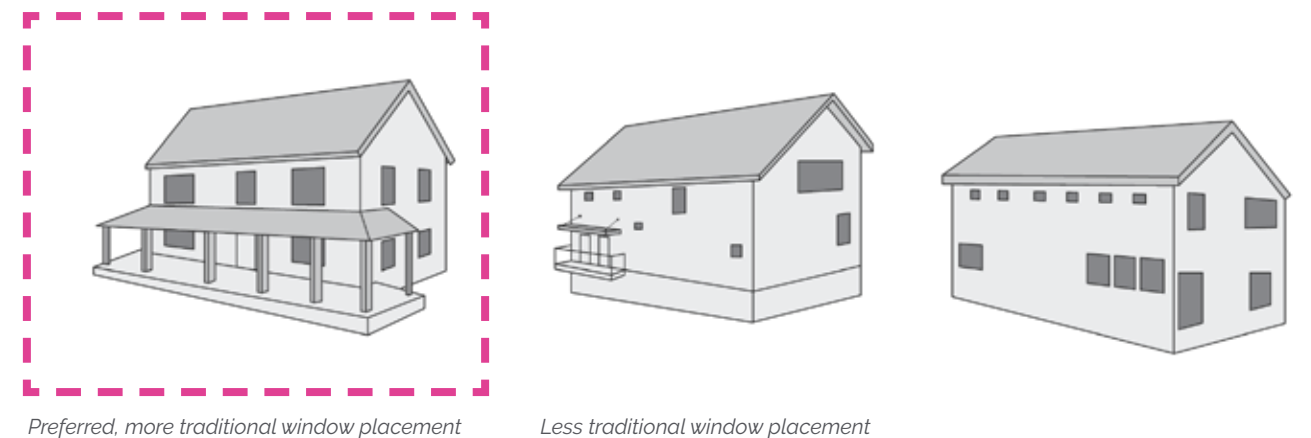 Preferred, more traditional window placement
Less traditional window placement